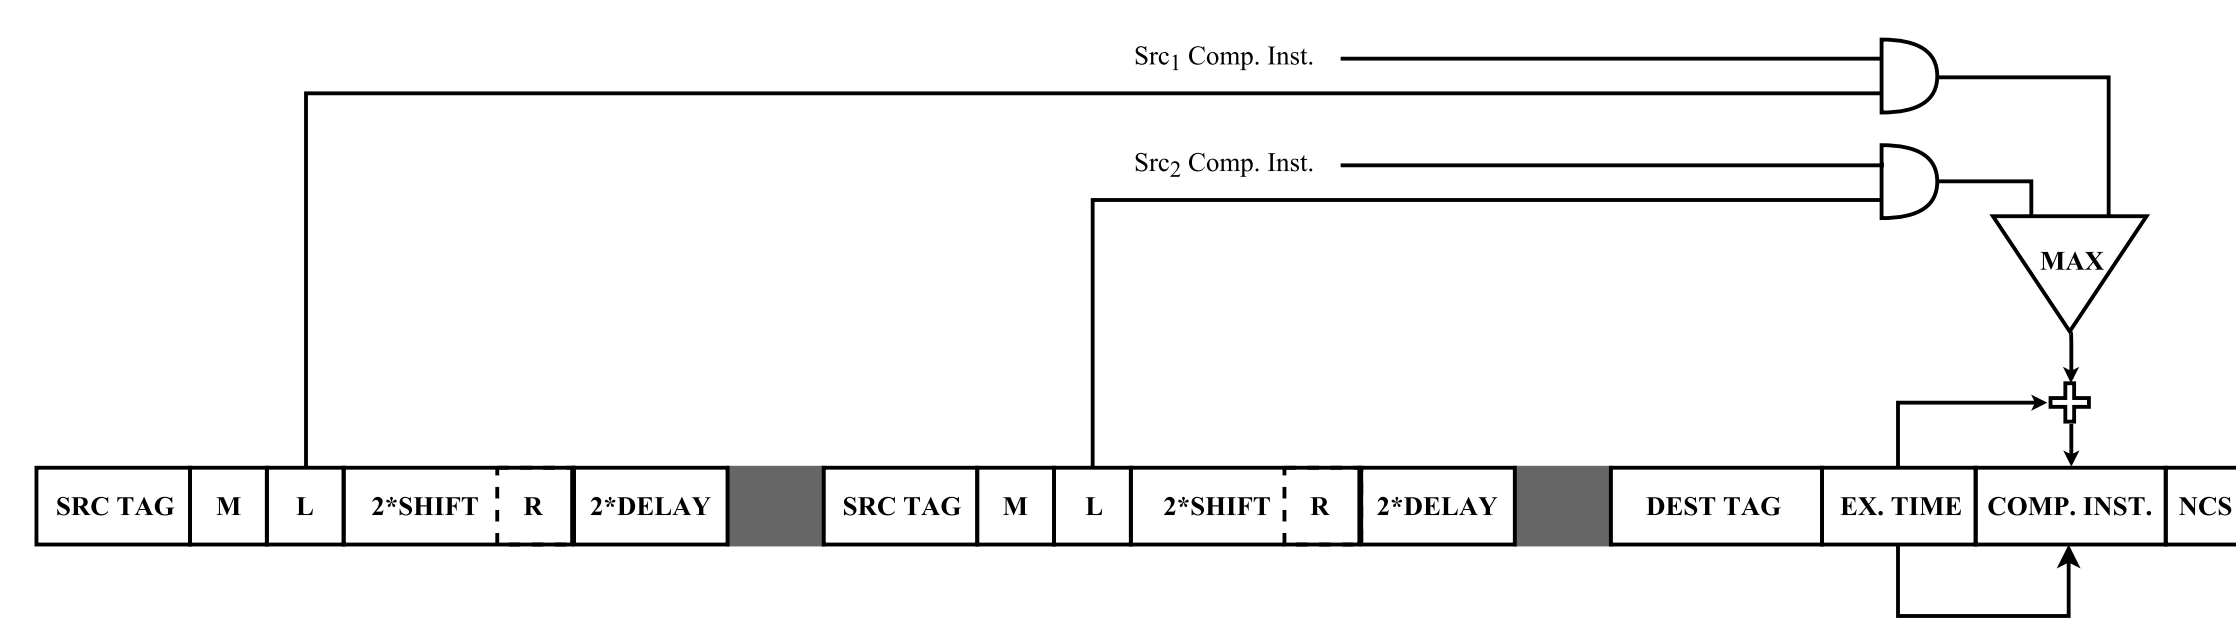 Src1 Comp. Inst.
Src2 Comp. Inst.
MAX
SRC TAG M L 2*SHIFT R 2*DELAY SRC TAG M L 2*SHIFT R 2*DELAY DEST TAG EX. TIME COMP. INST. NCS